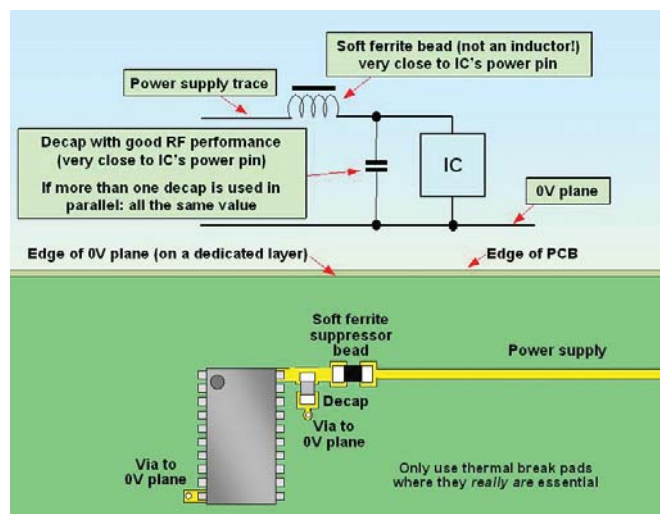 Soft ferrite bead (not an inductor!)
very close to IC's power pin
Power supply trace
Decap with good RF performance
(very close to IC's power pin)
If more than one decap is used in
parallel: all the same value
IC
0V plane
Edge of 0V plane (on a dedicated layer)
Edge of PCB
Soft ferrite
suppressor
bead
Power supply
Decap
Via to
0V plane
Via to
0V plane
Only use thermal break pads
where they really are essential